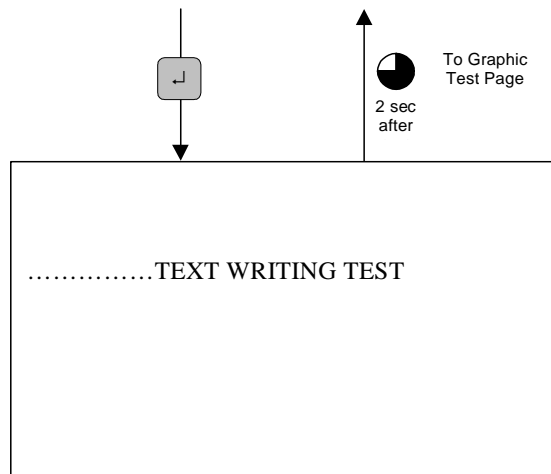 ↵
To Graphic
Test Page
2 sec
after
……………TEXT WRITING TEST